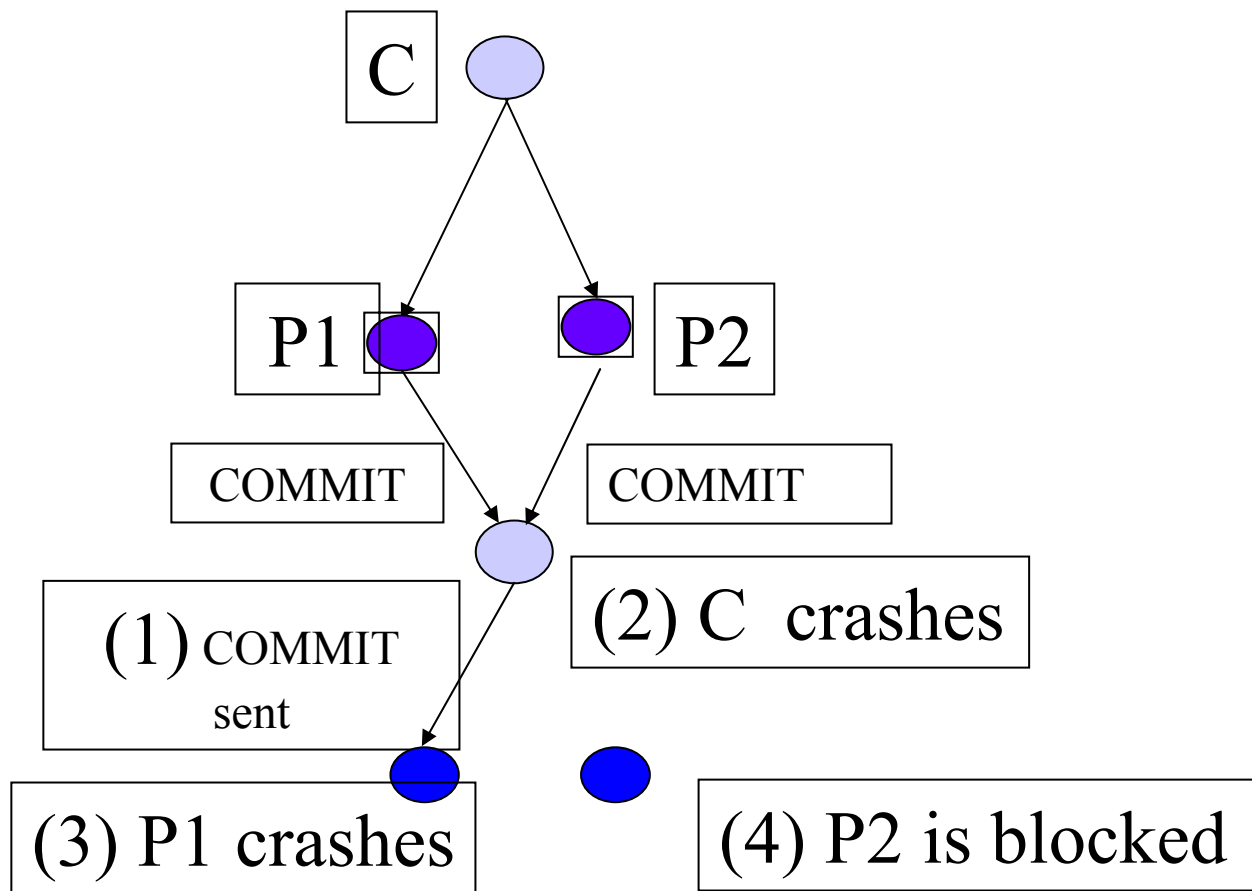 C
P1
P2
COMMIT
COMMIT
(1) COMMIT
sent
(2) C crashes
(3) P1 crashes
(4) P2 is blocked